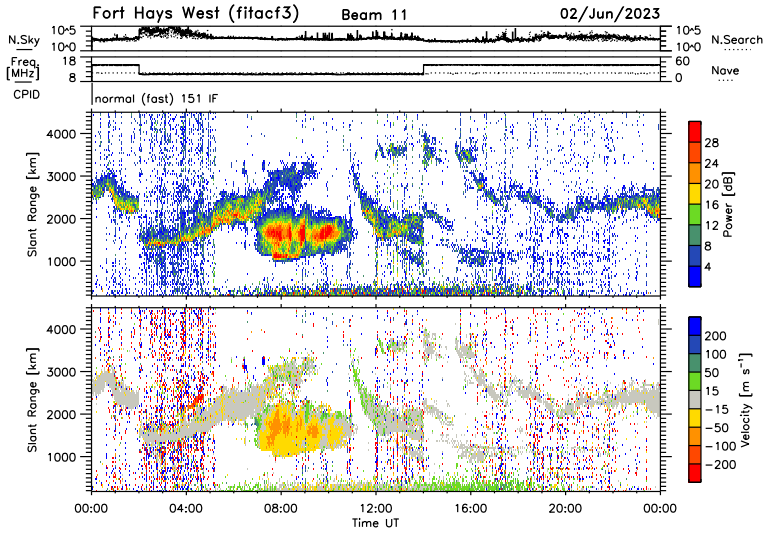 Fort Hays West (fitacf3) Beam 11 02/Jun/2023
N.Sky 10^-5 10^-5 N.Search
10^-0 10^-0
Freq. [MHz] 18 60 Nave
8 0
CPID normal (fast) 151 IF
Slant Range [km]
4000
3000
2000
1000
Power [dB]
28
24
20
16
12
8
4
Slant Range [km]
4000
3000
2000
1000
Velocity [m s⁻¹]
200
100
50
15
-15
-50
-100
-200
00:00 04:00 08:00 12:00 16:00 20:00 00:00
Time UT